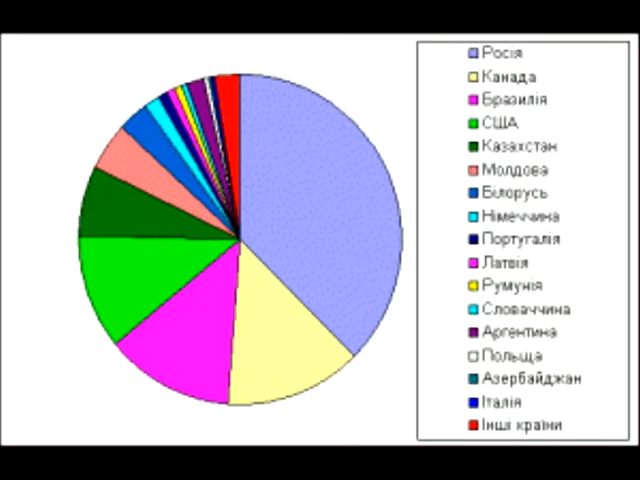 Росія
Канада
Бразилія
США
Казахстан
Молдова
Білорусь
Німеччина
Португалія
Латвія
Румунія
Словаччина
Аргентина
Польща
Азербайджан
Італія
Інші країни